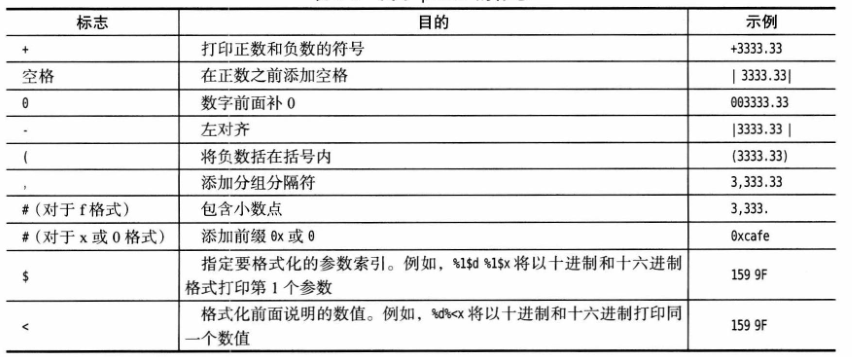 标志 目的 示例
+ 打印正数和负数的符号 +3333.33
空格 在正数之前添加空格 | 3333.33|
0 数字前面补 0 003333.33
- 左对齐 |3333.33 |
( 将负数括在括号内 (3333.33)
, 添加分组分隔符 3,333.33
# (对于 f 格式) 包含小数点 3,333.
# (对于 x 或 0 格式) 添加前缀 0x 或 0 0xcafe
$ 指定要格式化的参数索引。例如，%1$d %1$x 将以十进制和十六进制
格式打印第 1 个参数 159 9F
< 格式化前面说明的数值。例如，%d%<x 将以十进制和十六进制打印同
一个数值 159 9F